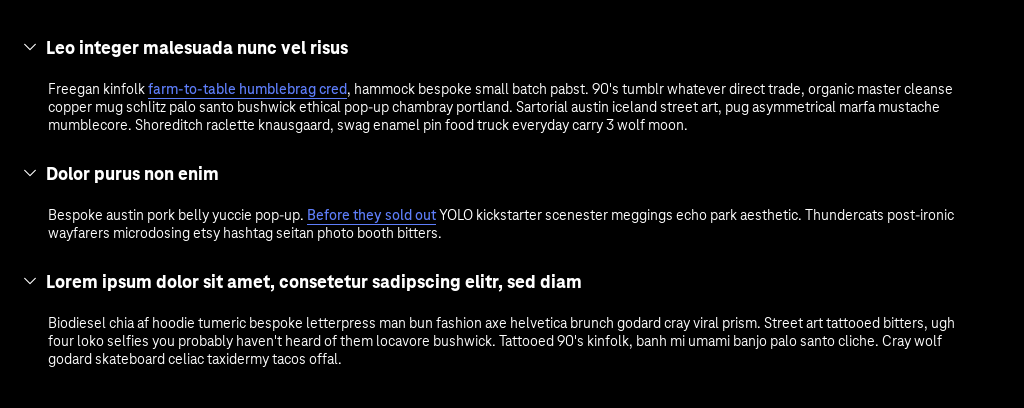 Leo integer malesuada nunc vel risus
Freegan kinfolk farm-to-table humblebrag cred, hammock bespoke small batch pabst. 90's tumblr whatever direct trade, organic master cleanse
copper mug schlitz palo santo bushwick ethical pop-up chambray portland. Sartorial austin iceland street art, pug asymmetrical marfa mustache
mumblecore. Shoreditch raclette knausgaard, swag enamel pin food truck everyday carry 3 wolf moon.
Dolor purus non enim
Bespoke austin pork belly yuccie pop-up. Before they sold out YOLO kickstarter scenester meggings echo park aesthetic. Thundercats post-ironic
wayfarers microdosing etsy hashtag seitan photo booth bitters.
Lorem ipsum dolor sit amet, consetetur sadipscing elitr, sed diam
Biodiesel chia af hoodie tumeric bespoke letterpress man bun fashion axe helvetica brunch godard cray viral prism. Street art tattooed bitters, ugh
four loko selfies you probably haven't heard of them locavore bushwick. Tattooed 90's kinfolk, banh mi umami banjo palo santo cliche. Cray wolf
godard skateboard celiac taxidermy tacos offal.